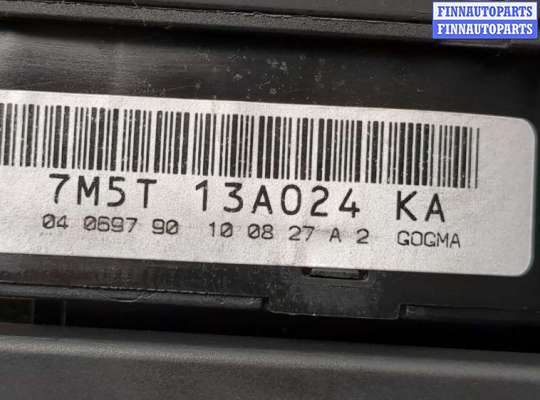 FINNAUTOPARTS
FINNAUTOPARTS
7M5T 13A024 KA
04 0697 90 10 08 27 A 2 GOGMA